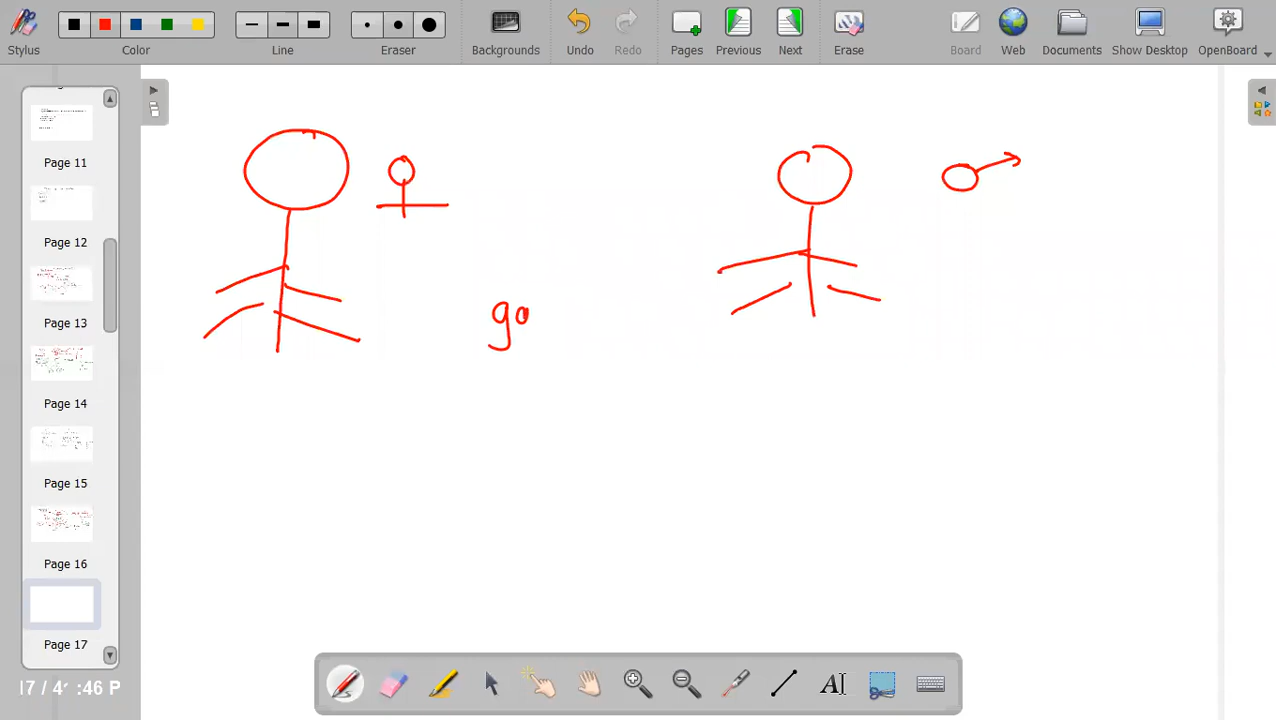 Stylus
Color
Line
Eraser
Backgrounds
Undo
Redo
Pages
Previous
Next
Erase
Board
Web
Documents
Show Desktop
OpenBoard
Page 11
Page 12
Page 13
Page 14
Page 15
Page 16
Page 17
ga